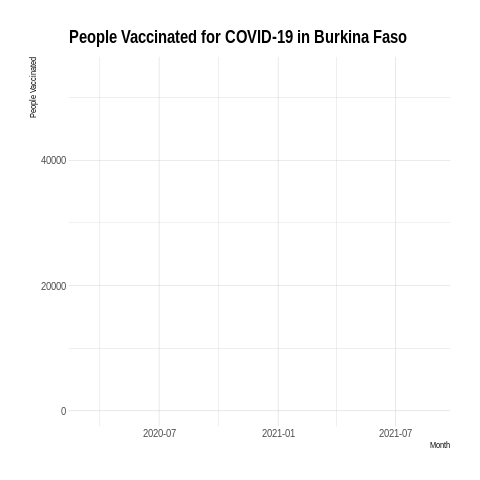 People Vaccinated for COVID-19 in Burkina Faso
People Vaccinated
40000
20000
0
2020-07 2021-01 2021-07
Month